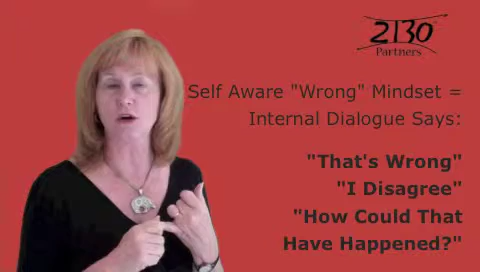 2130
Partners
Self Aware "Wrong" Mindset =
Internal Dialogue Says:
"That's Wrong"
"I Disagree"
"How Could That
Have Happened?"